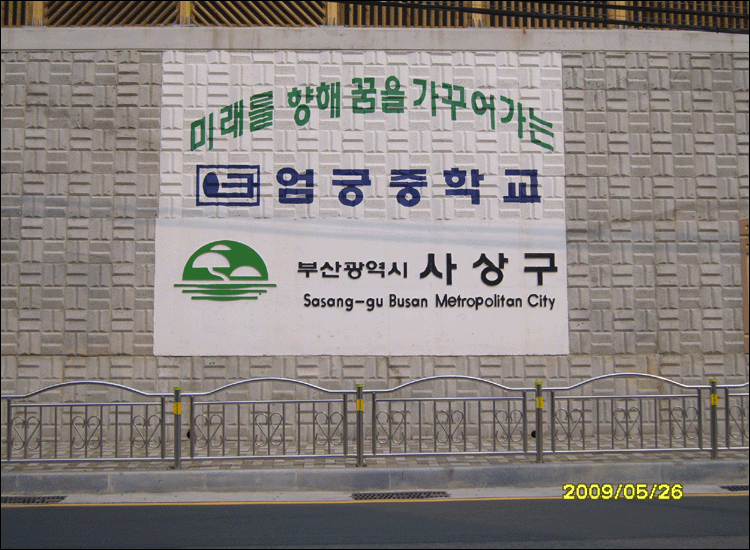 미래를 향해 꿈을 가꾸어가는
엄궁중학교
부산광역시 사상구
Sasang-gu Busan Metropolitan City
2009/05/26